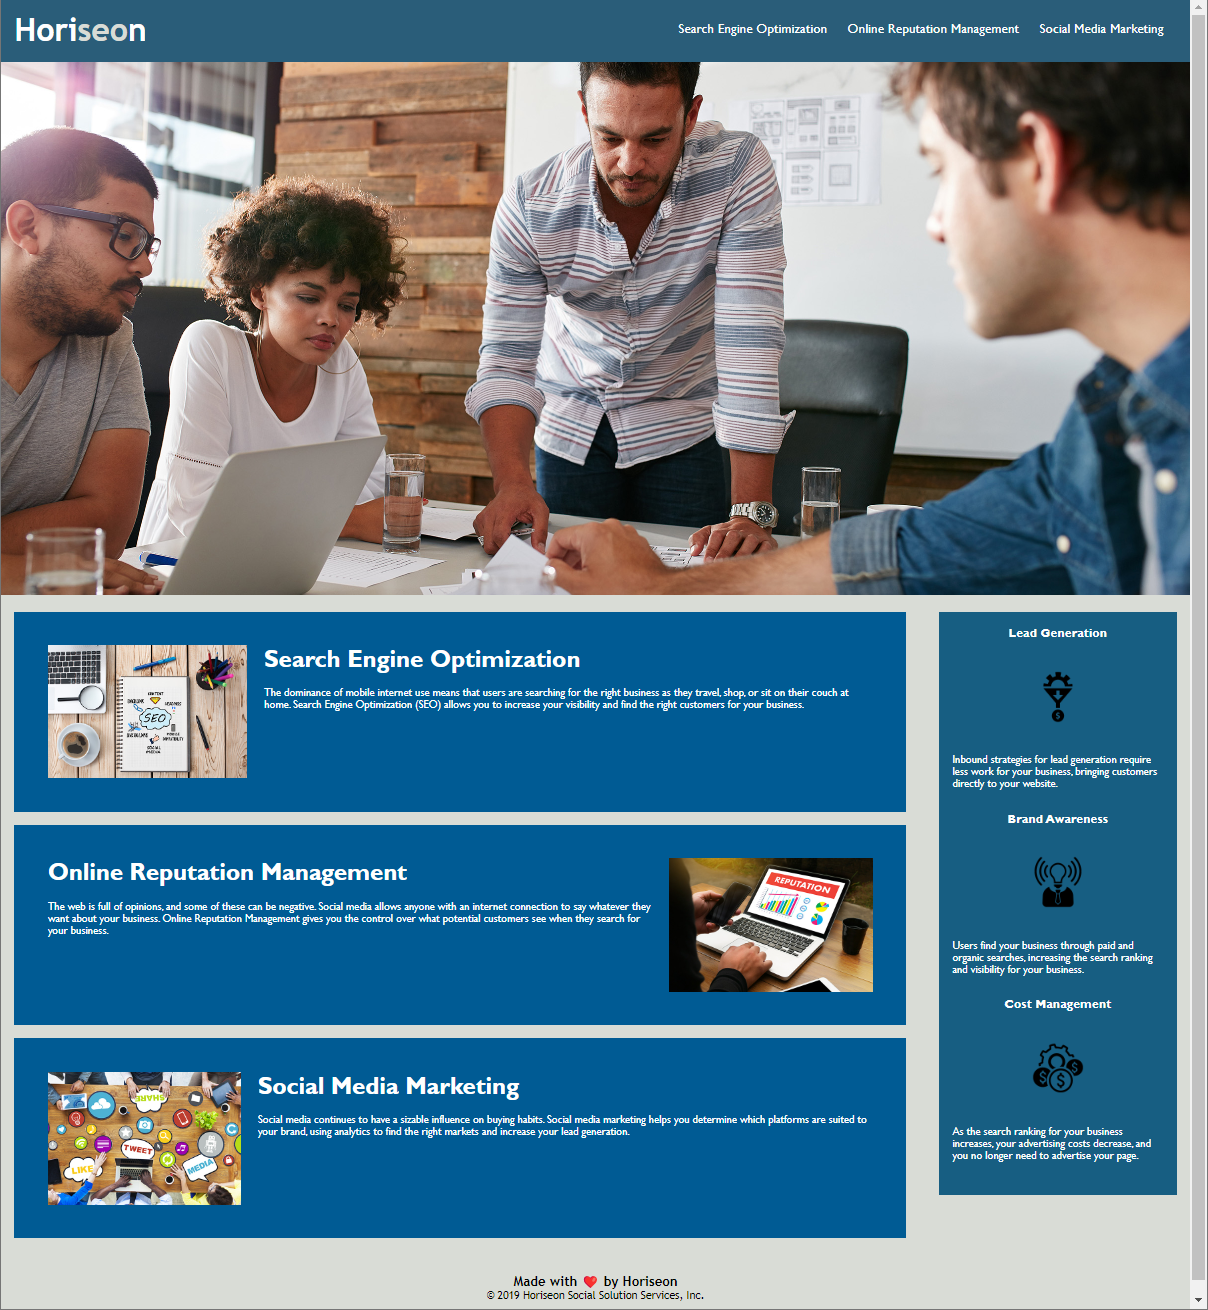 Horiseon
Search Engine Optimization
Online Reputation Management
Social Media Marketing
Search Engine Optimization
The dominance of mobile internet use means that users are searching for the right business as they travel, shop, or sit on their couch at
home. Search Engine Optimization (SEO) allows you to increase your visibility and find the right customers for your business.
SEO
CONTENT
Online Reputation Management
The web is full of opinions, and some of these can be negative. Social media allows anyone with an internet connection to say whatever they
want about your business. Online Reputation Management gives you the control over what potential customers see when they search for
your business.
REPUTATION
Social Media Marketing
Social media continues to have a sizable influence on buying habits. Social media marketing helps you determine which platforms are suited to
your brand, using analytics to find the right markets and increase your lead generation.
SHARE
TWEET
LIKE
MEDIA
Lead Generation
Inbound strategies for lead generation require
less work for your business, bringing customers
directly to your website.
Brand Awareness
Users find your business through paid and
organic searches, increasing the search ranking
and visibility for your business.
Cost Management
As the search ranking for your business
increases, your advertising costs decrease, and
you no longer need to advertise your page.
Made with ❤️ by Horiseon
© 2019 Horiseon Social Solution Services, Inc.